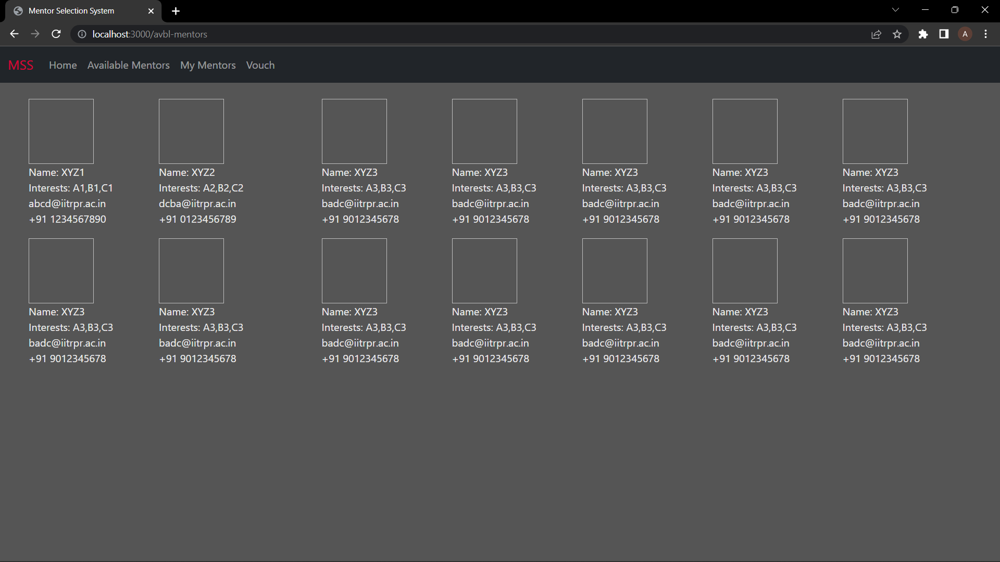 Mentor Selection System
localhost:3000/avbl-mentors
A
MSS Home Available Mentors My Mentors Vouch
Name: XYZ1
Interests: A1,B1,C1
abcd@iitrpr.ac.in
+91 1234567890
Name: XYZ2
Interests: A2,B2,C2
dcba@iitrpr.ac.in
+91 0123456789
Name: XYZ3
Interests: A3,B3,C3
badc@iitrpr.ac.in
+91 9012345678
Name: XYZ3
Interests: A3,B3,C3
badc@iitrpr.ac.in
+91 9012345678
Name: XYZ3
Interests: A3,B3,C3
badc@iitrpr.ac.in
+91 9012345678
Name: XYZ3
Interests: A3,B3,C3
badc@iitrpr.ac.in
+91 9012345678
Name: XYZ3
Interests: A3,B3,C3
badc@iitrpr.ac.in
+91 9012345678
Name: XYZ3
Interests: A3,B3,C3
badc@iitrpr.ac.in
+91 9012345678
Name: XYZ3
Interests: A3,B3,C3
badc@iitrpr.ac.in
+91 9012345678
Name: XYZ3
Interests: A3,B3,C3
badc@iitrpr.ac.in
+91 9012345678
Name: XYZ3
Interests: A3,B3,C3
badc@iitrpr.ac.in
+91 9012345678
Name: XYZ3
Interests: A3,B3,C3
badc@iitrpr.ac.in
+91 9012345678
Name: XYZ3
Interests: A3,B3,C3
badc@iitrpr.ac.in
+91 9012345678
Name: XYZ3
Interests: A3,B3,C3
badc@iitrpr.ac.in
+91 9012345678